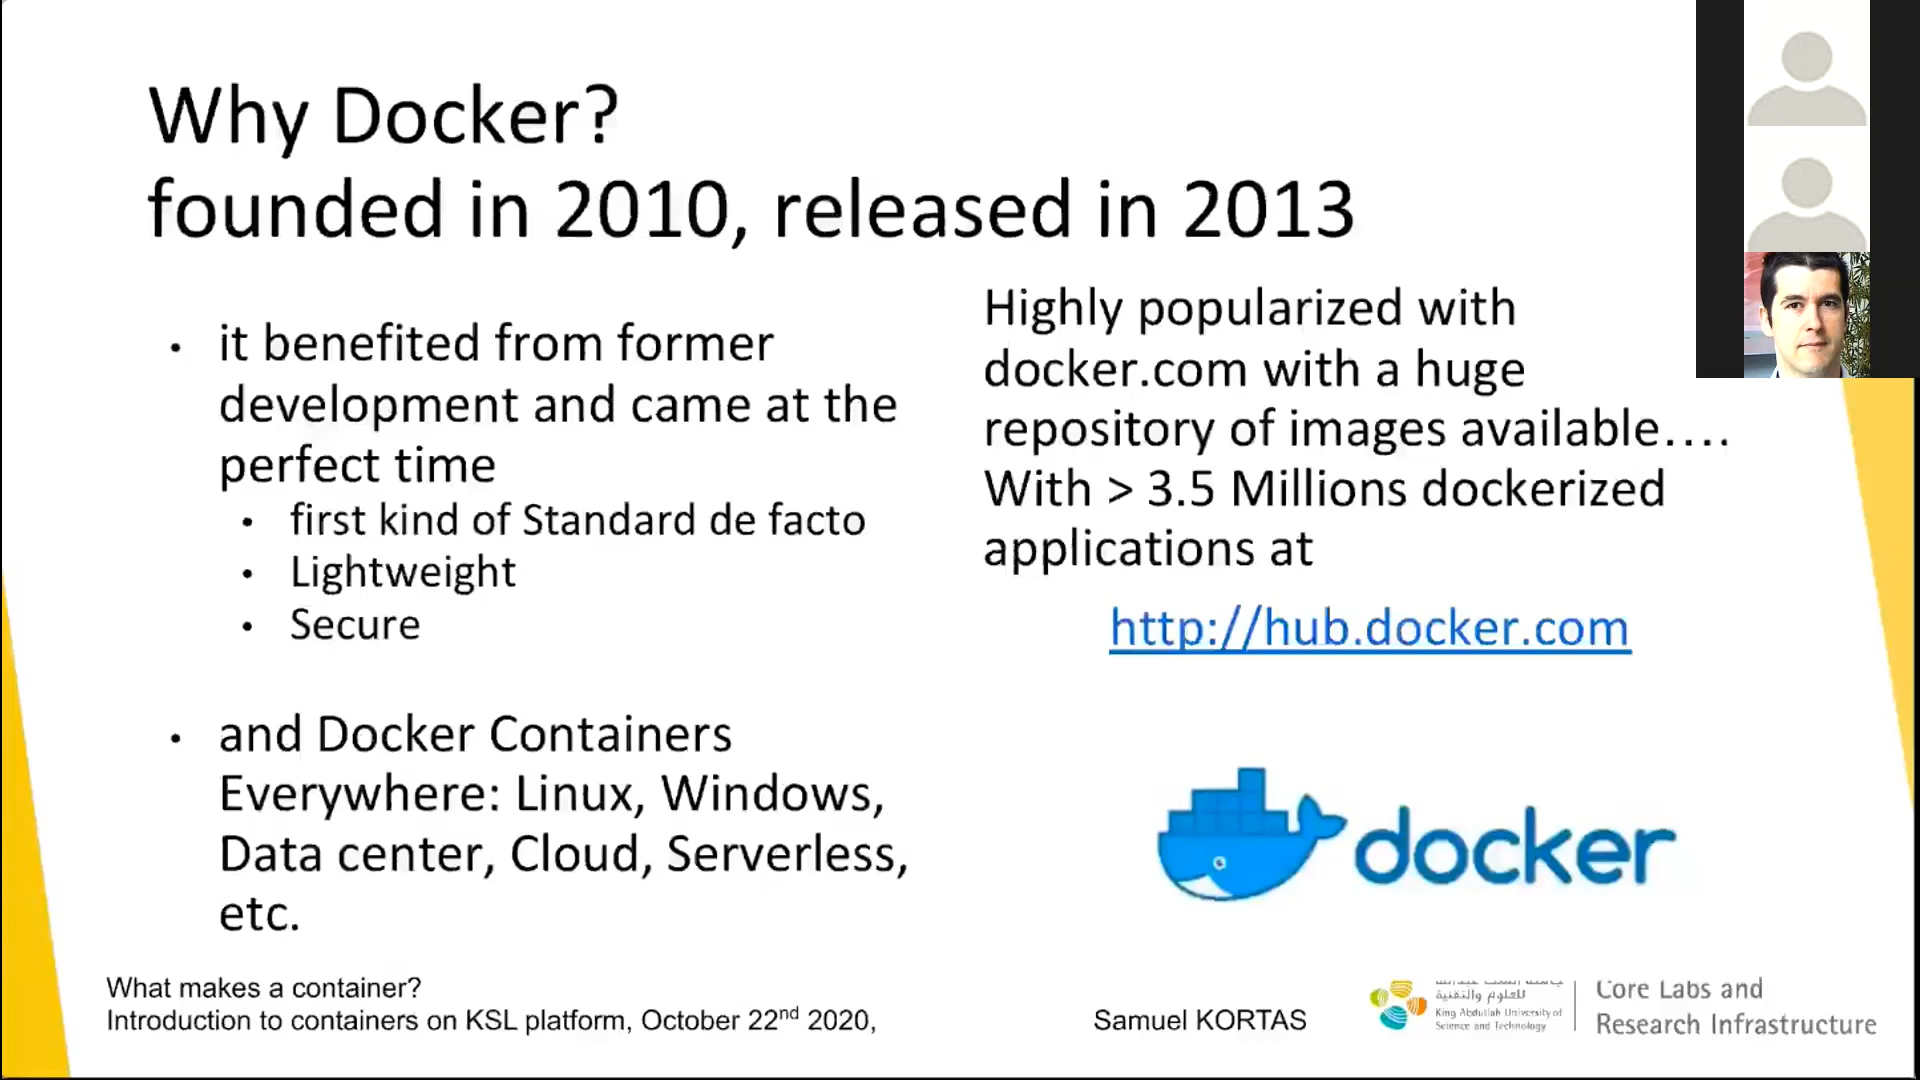 Why Docker?
founded in 2010, released in 2013
• it benefited from former
development and came at the
perfect time
• first kind of Standard de facto
• Lightweight
• Secure
• and Docker Containers
Everywhere: Linux, Windows,
Data center, Cloud, Serverless,
etc.
Highly popularized with
docker.com with a huge
repository of images available….
With > 3.5 Millions dockerized
applications at
http://hub.docker.com
docker
What makes a container?
Introduction to containers on KSL platform, October 22nd 2020,
Samuel KORTAS
للعلوم والتقنية
King Abdullah University of
Science and Technology
Core Labs and
Research Infrastructure